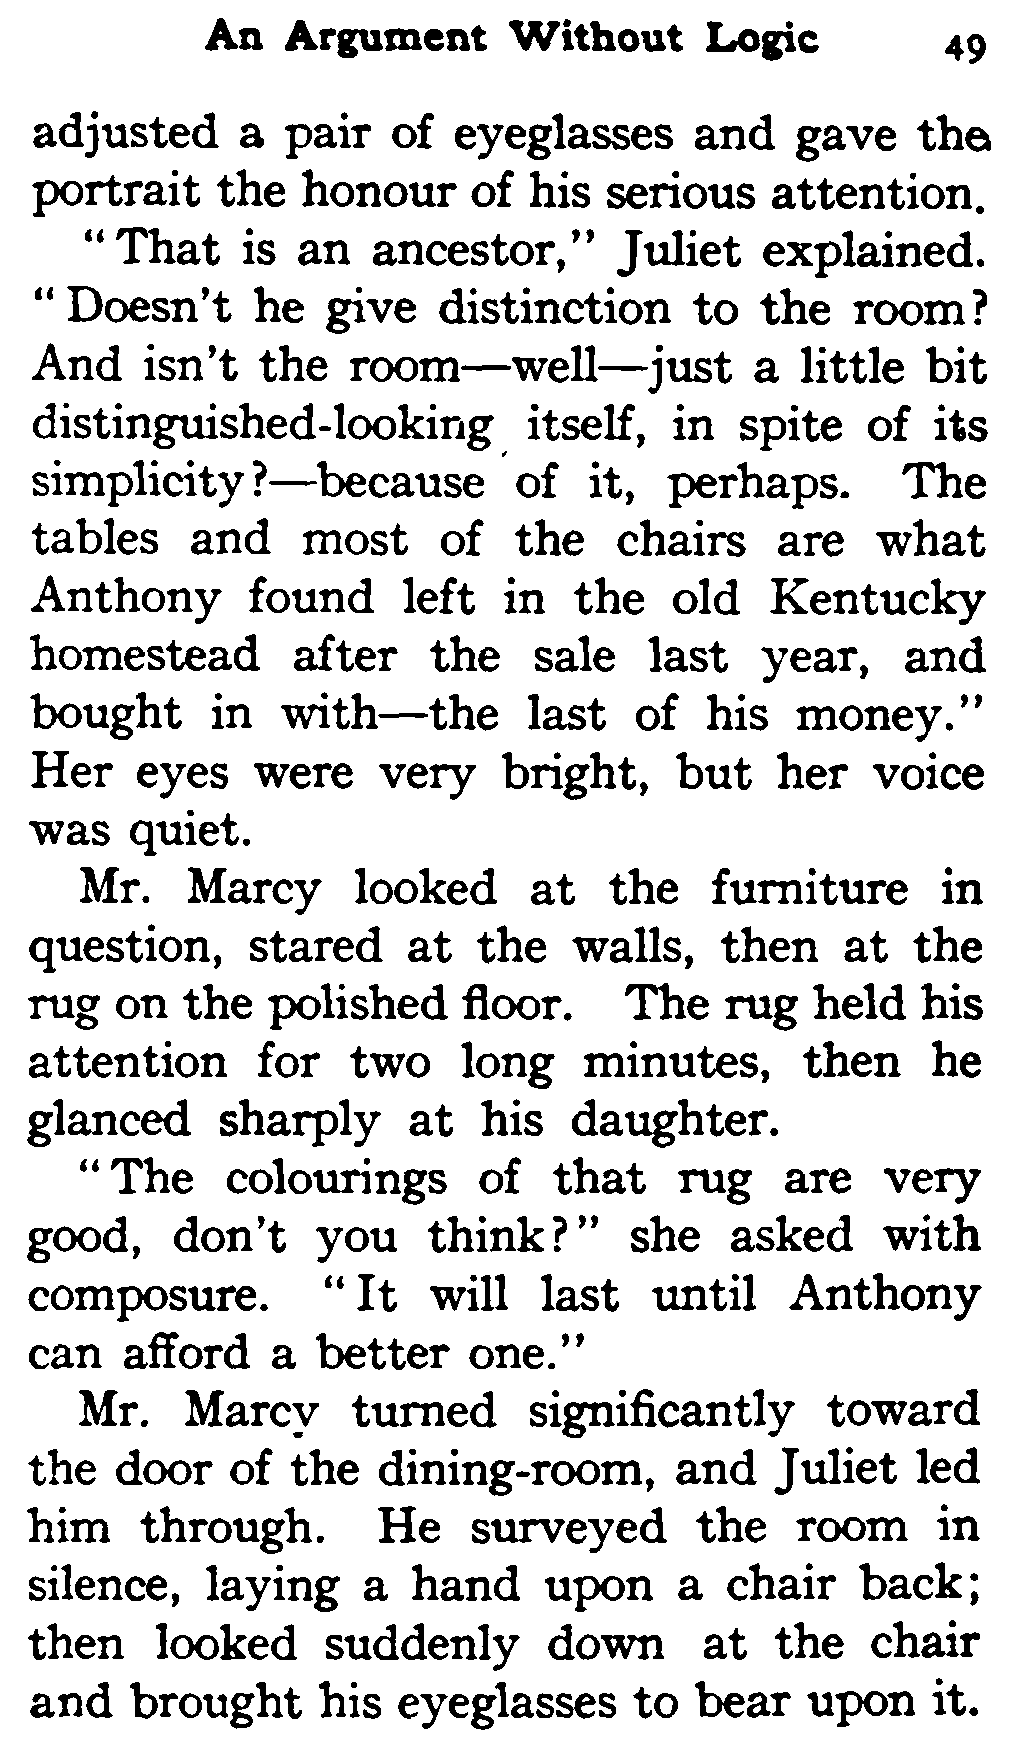 An Argument Without Logic 49
adjusted a pair of eyeglasses and gave the
portrait the honour of his serious attention.
“That is an ancestor,” Juliet explained.
“Doesn't he give distinction to the room?
And isn't the room—well—just a little bit
distinguished-looking itself, in spite of its
simplicity?—because of it, perhaps. The
tables and most of the chairs are what
Anthony found left in the old Kentucky
homestead after the sale last year, and
bought in with—the last of his money.”
Her eyes were very bright, but her voice
was quiet.
Mr. Marcy looked at the furniture in
question, stared at the walls, then at the
rug on the polished floor. The rug held his
attention for two long minutes, then he
glanced sharply at his daughter.
“The colourings of that rug are very
good, don't you think?” she asked with
composure. “It will last until Anthony
can afford a better one.”
Mr. Marcy turned significantly toward
the door of the dining-room, and Juliet led
him through. He surveyed the room in
silence, laying a hand upon a chair back;
then looked suddenly down at the chair
and brought his eyeglasses to bear upon it.